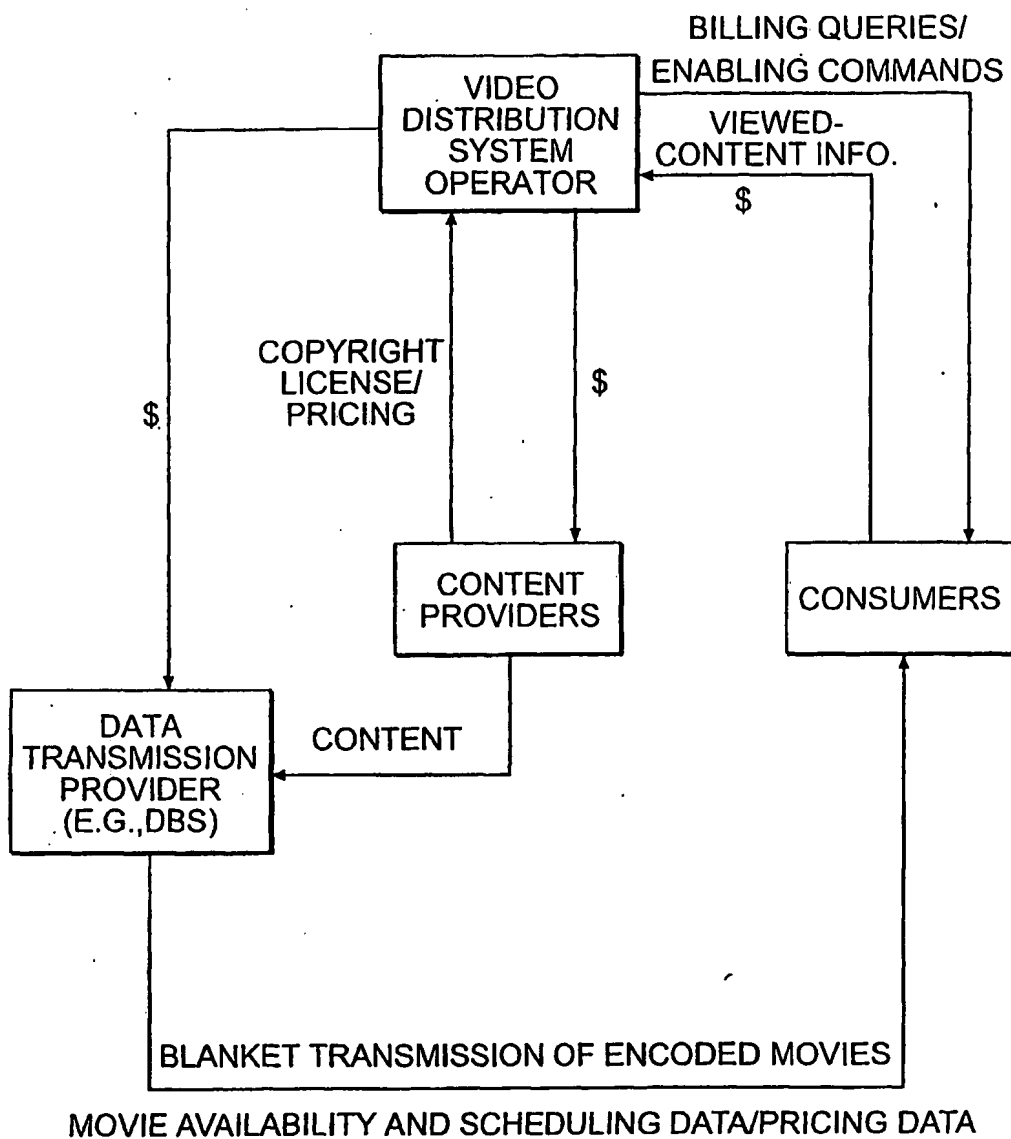 BILLING QUERIES/
ENABLING COMMANDS
VIDEO
DISTRIBUTION
SYSTEM
OPERATOR
VIEWED-
CONTENT INFO.
$
COPYRIGHT
LICENSE/
PRICING
$
$
CONTENT
PROVIDERS
CONSUMERS
DATA
TRANSMISSION
PROVIDER
(E.G.,DBS)
CONTENT
BLANKET TRANSMISSION OF ENCODED MOVIES
MOVIE AVAILABILITY AND SCHEDULING DATA/PRICING DATA